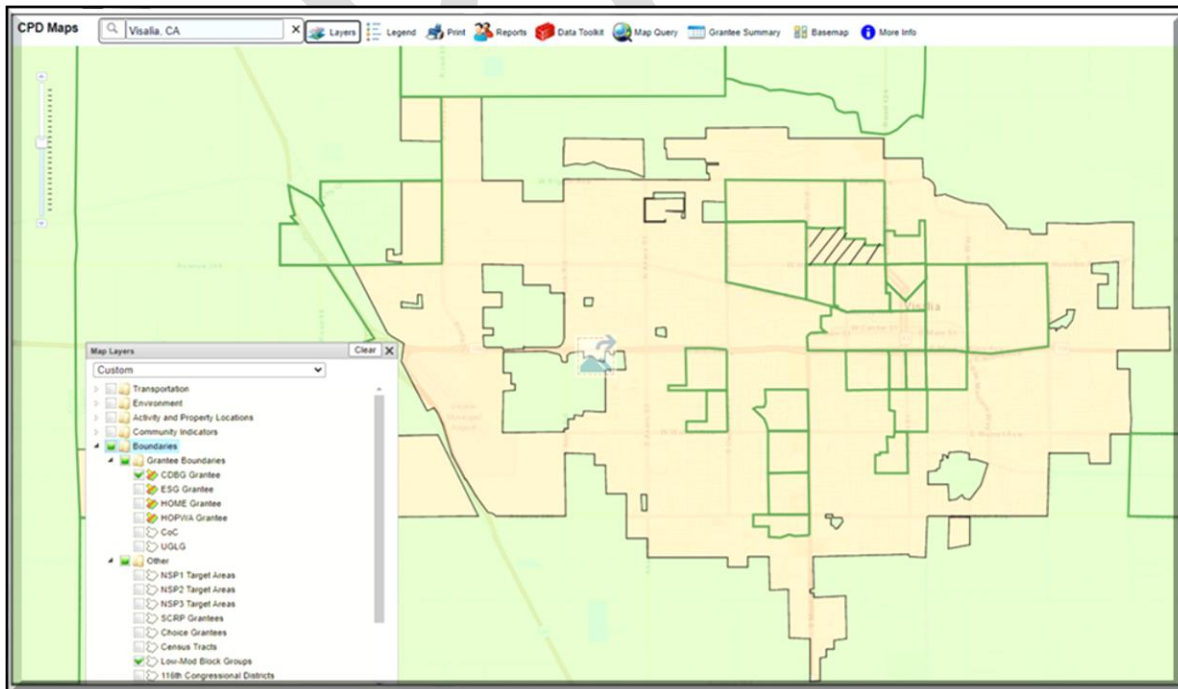 CPD Maps
Visalia, CA
Layers
Legend
Print
Reports
Data Toolkit
Map Query
Grantee Summary
Basemap
More Info
Visalia
Map Layers
Clear
Custom
Transportation
Environment
Activity and Property Locations
Community Indicators
Boundaries
Grantee Boundaries
CDBG Grantee
ESG Grantee
HOME Grantee
HOPWA Grantee
CoC
UGLG
Other
NSP1 Target Areas
NSP2 Target Areas
NSP3 Target Areas
SCRP Grantees
Choice Grantees
Census Tracts
Low-Mod Block Groups
116th Congressional Districts